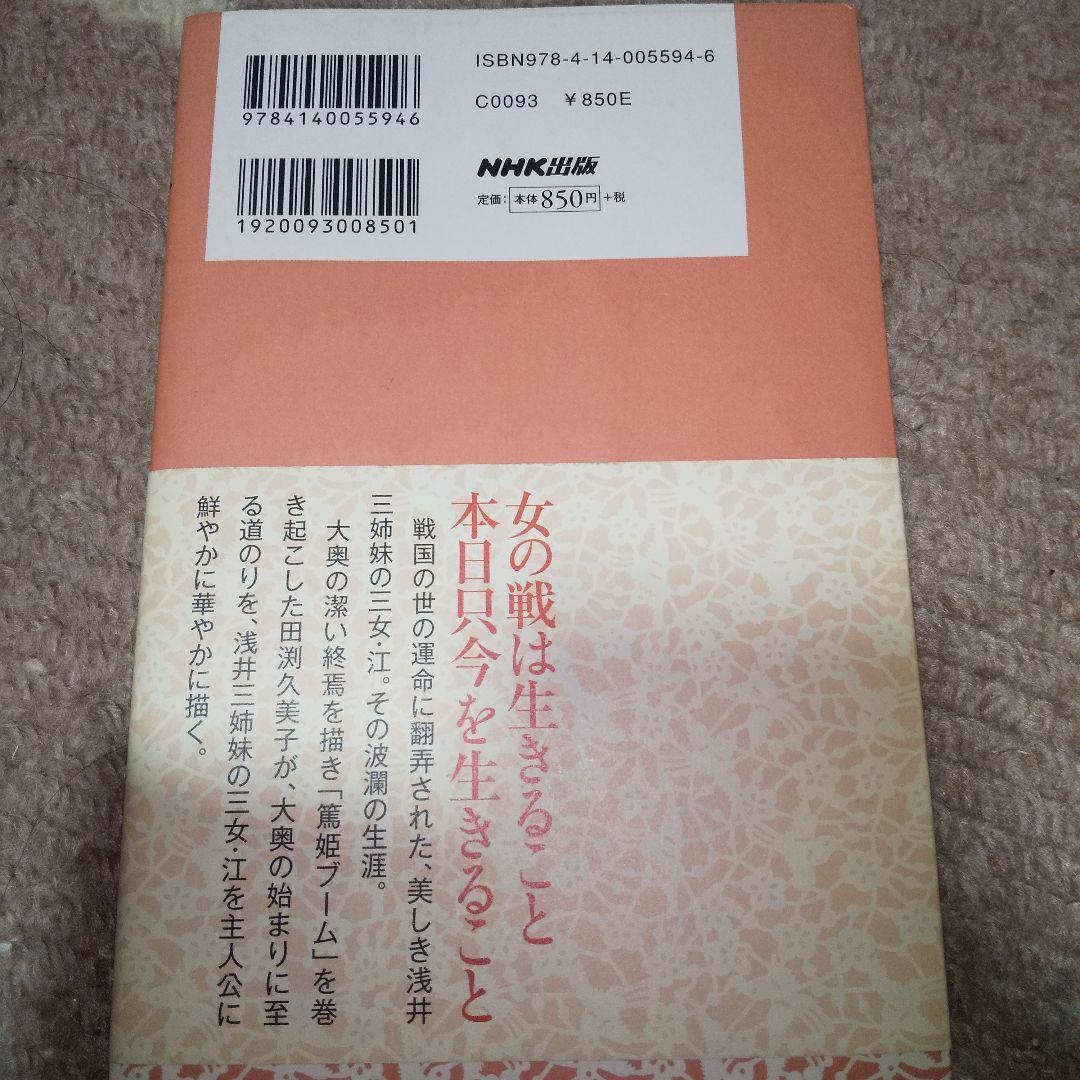 ISBN978-4-14-005594-6
9784140055946
C0093 ￥850E
NHK出版
1920093008501
定価：本体850円+税
女の戦は生きること
本日只今を生きること
戦国の世の運命に翻弄された、美しき浅井
三姉妹の三女・江。その波瀾の生涯。
大奥の潔い終焉を描き「篤姫ブーム」を巻
き起こした田渕久美子が、大奥の始まりに至
る道のりを、浅井三姉妹の三女・江を主人公に
鮮やかに華やかに描く。